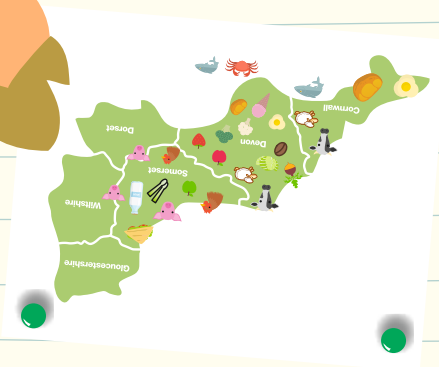 Cornwall
Devon
Dorset
Somerset
Wiltshire
Gloucestershire